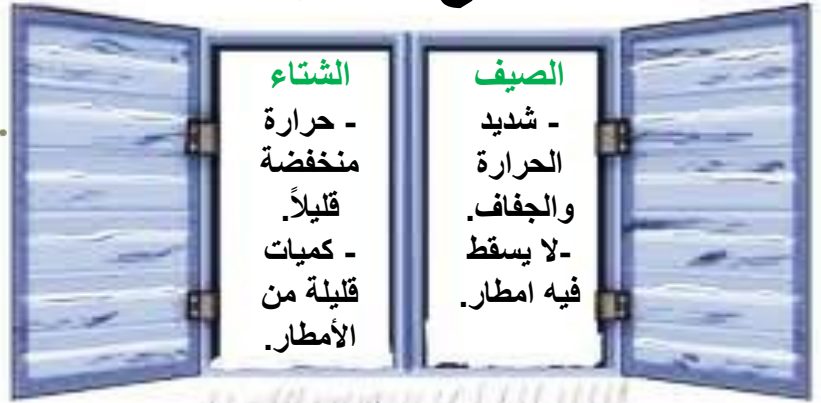 الصيف
- شديد
الحرارة
والجفاف.
-لا يسقط
فيه امطار.
الشتاء
- حرارة
منخفضة
قليلاً.
- كميات
قليلة من
الأمطار.